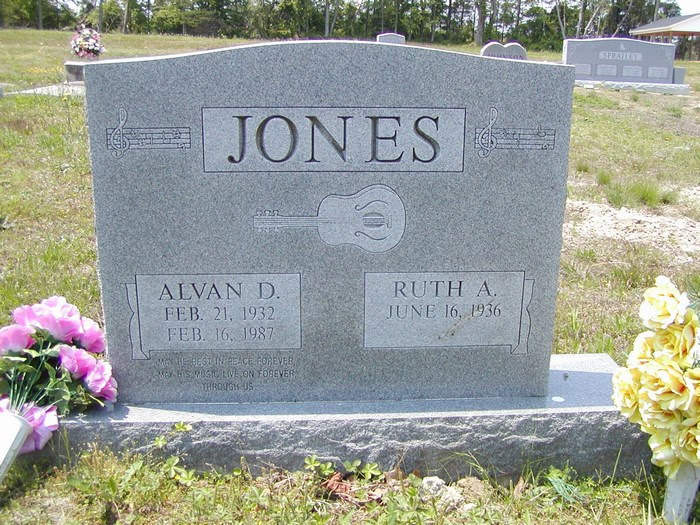 JONES
ALVAN D.
FEB. 21, 1932
FEB. 16, 1987
MAY HE REST IN PEACE FOREVER
MAY HIS MUSIC LIVE ON FOREVER
THROUGH US
RUTH A.
JUNE 16, 1936
SPRATLEY